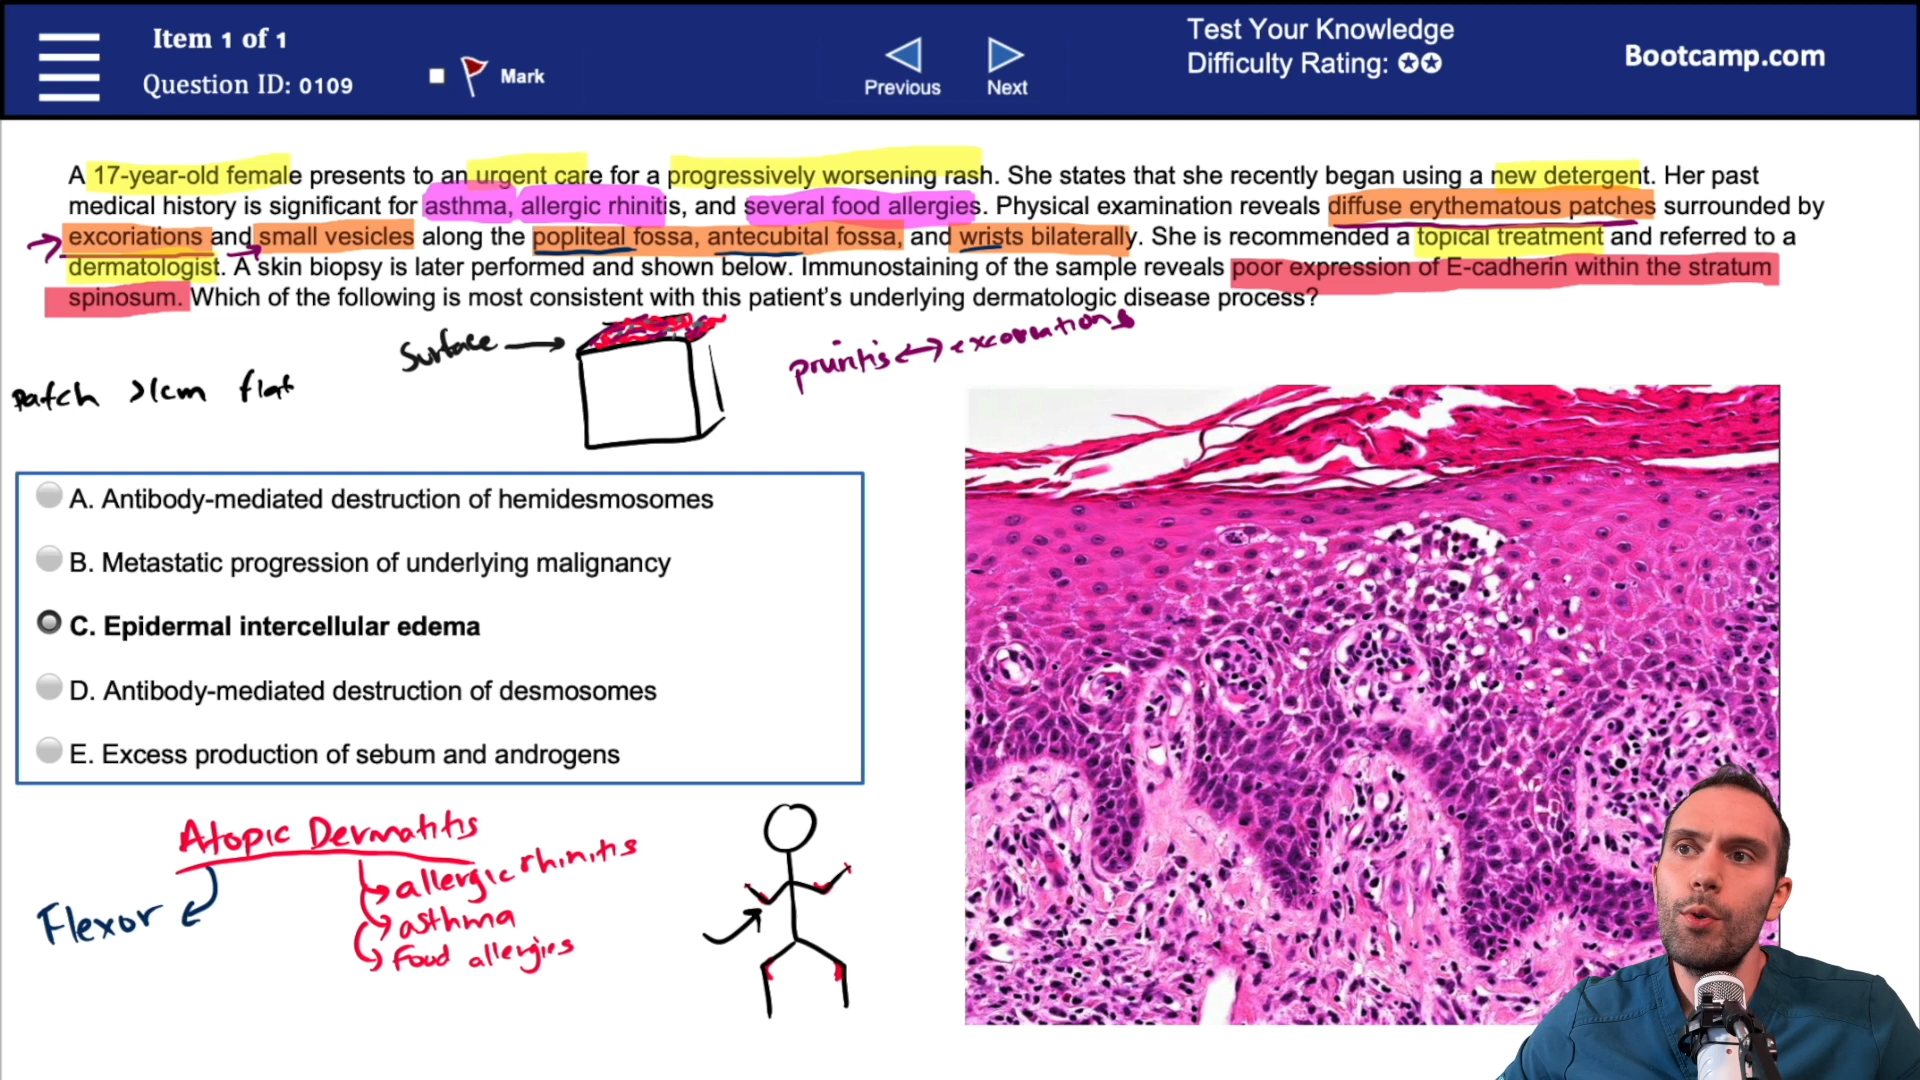 Item 1 of 1
Question ID: 0109
Mark
Previous
Next
Test Your Knowledge
Difficulty Rating:
Bootcamp.com
A 17-year-old female presents to an urgent care for a progressively worsening rash. She states that she recently began using a new detergent. Her past
medical history is significant for asthma, allergic rhinitis, and several food allergies. Physical examination reveals diffuse erythematous patches surrounded by
excoriations and small vesicles along the popliteal fossa, antecubital fossa, and wrists bilaterally. She is recommended a topical treatment and referred to a
dermatologist. A skin biopsy is later performed and shown below. Immunostaining of the sample reveals poor expression of E-cadherin within the stratum
spinosum. Which of the following is most consistent with this patient's underlying dermatologic disease process?
Surface
pruritis ↔ excoriations
Patch >1cm flat
A. Antibody-mediated destruction of hemidesmosomes
B. Metastatic progression of underlying malignancy
C. Epidermal intercellular edema
D. Antibody-mediated destruction of desmosomes
E. Excess production of sebum and androgens
Atopic Dermatitis
allergic rhinitis
asthma
Food allergies
Flexor